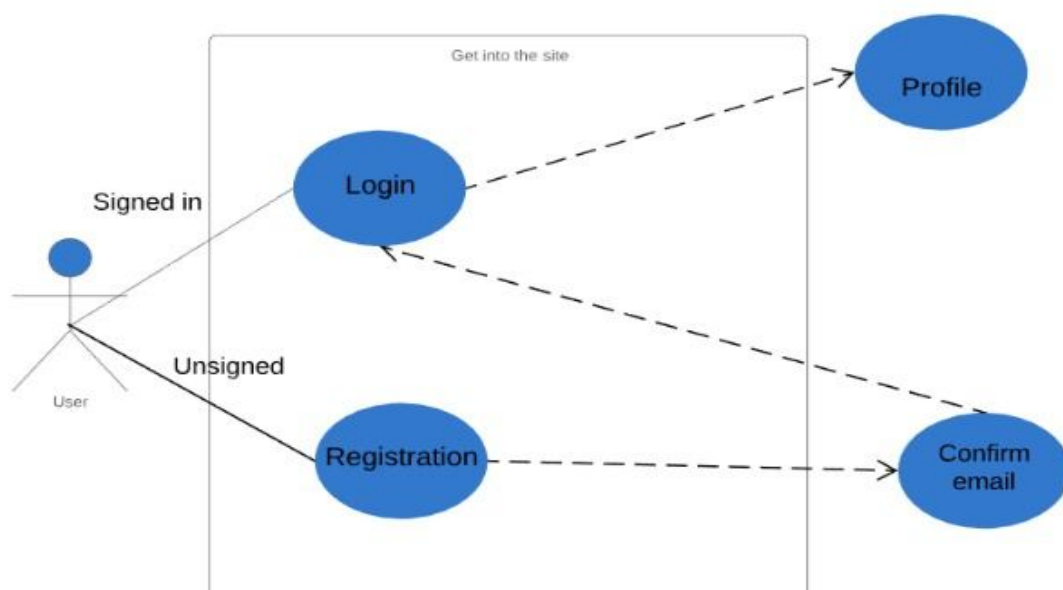 Get into the site
Profile
Login
Signed in
Unsigned
User
Registration
Confirm
email